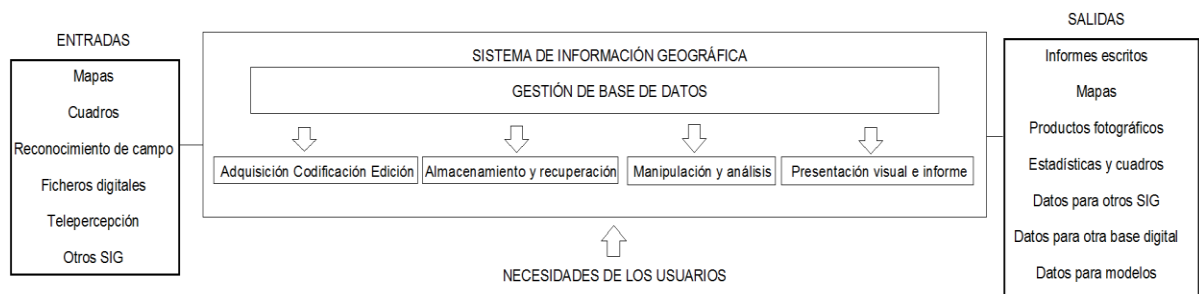 ENTRADAS
Mapas
Cuadros
Reconocimiento de campo
Ficheros digitales
Telepercepción
Otros SIG
SISTEMA DE INFORMACIÓN GEOGRÁFICA
GESTIÓN DE BASE DE DATOS
Adquisición Codificación Edición
Almacenamiento y recuperación
Manipulación y análisis
Presentación visual e informe
NECESIDADES DE LOS USUARIOS
SALIDAS
Informes escritos
Mapas
Productos fotográficos
Estadísticas y cuadros
Datos para otros SIG
Datos para otra base digital
Datos para modelos